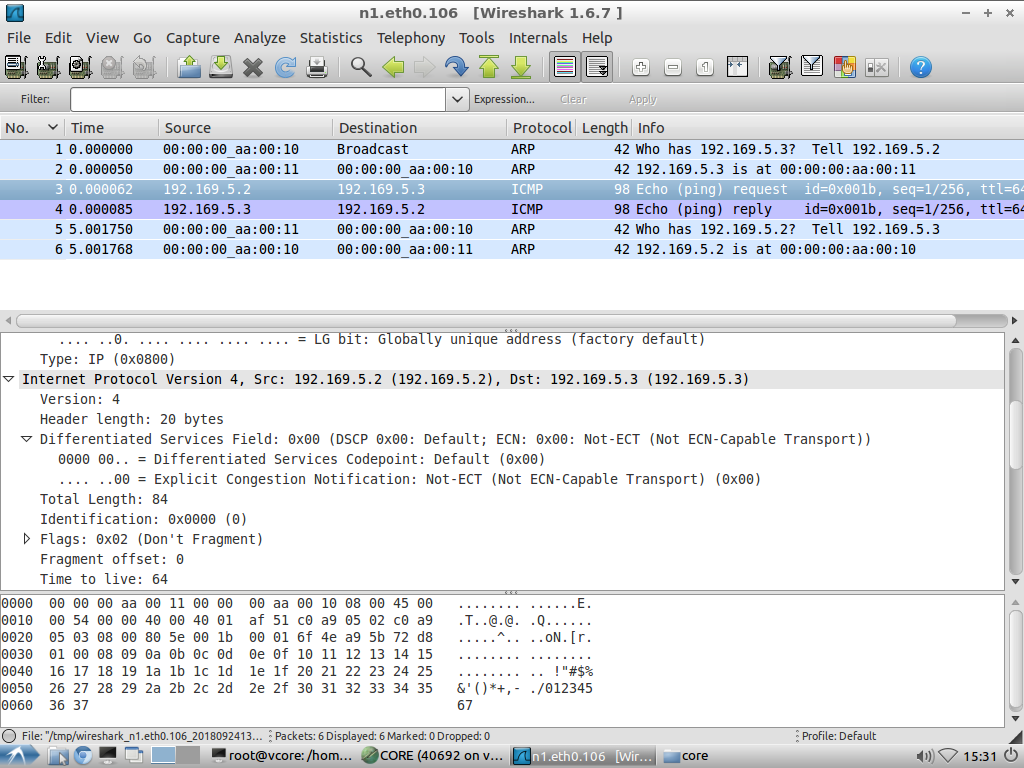 n1.eth0.106 [Wireshark 1.6.7 ]
File Edit View Go Capture Analyze Statistics Telephony Tools Internals Help
Filter: Expression... Clear Apply
No. Time Source Destination Protocol Length Info
1 0.000000 00:00:00_aa:00:10 Broadcast ARP 42 Who has 192.169.5.3? Tell 192.169.5.2
2 0.000050 00:00:00_aa:00:11 00:00:00_aa:00:10 ARP 42 192.169.5.3 is at 00:00:00:aa:00:11
3 0.000062 192.169.5.2 192.169.5.3 ICMP 98 Echo (ping) request id=0x001b, seq=1/256, ttl=64
4 0.000085 192.169.5.3 192.169.5.2 ICMP 98 Echo (ping) reply id=0x001b, seq=1/256, ttl=64
5 5.001750 00:00:00_aa:00:11 00:00:00_aa:00:10 ARP 42 Who has 192.169.5.2? Tell 192.169.5.3
6 5.001768 00:00:00_aa:00:10 00:00:00_aa:00:11 ARP 42 192.169.5.2 is at 00:00:00:aa:00:10
.... ..0. .... .... .... .... = LG bit: Globally unique address (factory default)
Type: IP (0x0800)
Internet Protocol Version 4, Src: 192.169.5.2 (192.169.5.2), Dst: 192.169.5.3 (192.169.5.3)
Version: 4
Header length: 20 bytes
Differentiated Services Field: 0x00 (DSCP 0x00: Default; ECN: 0x00: Not-ECT (Not ECN-Capable Transport))
0000 00.. = Differentiated Services Codepoint: Default (0x00)
.... ..00 = Explicit Congestion Notification: Not-ECT (Not ECN-Capable Transport) (0x00)
Total Length: 84
Identification: 0x0000 (0)
Flags: 0x02 (Don't Fragment)
Fragment offset: 0
Time to live: 64
0000 00 00 00 aa 00 11 00 00 00 aa 00 10 08 00 45 00 ........ ......E.
0010 00 54 00 00 40 00 40 01 af 51 c0 a9 05 02 c0 a9 .T..@.@. .Q......
0020 05 03 08 00 80 5e 00 1b 00 01 6f 4e a9 5b 72 d8 .....^.. ..oN.[r.
0030 01 00 08 09 0a 0b 0c 0d 0e 0f 10 11 12 13 14 15 ........ ........
0040 16 17 18 19 1a 1b 1c 1d 1e 1f 20 21 22 23 24 25 ........ .. !"#$%
0050 26 27 28 29 2a 2b 2c 2d 2e 2f 30 31 32 33 34 35 &'()*+,- ./012345
0060 36 37 67
File: "/tmp/wireshark_n1.eth0.106_2018092413... Packets: 6 Displayed: 6 Marked: 0 Dropped: 0 Profile: Default
root@vcore: /hom... CORE (40692 on v... n1.eth0.106 [Wir... core 15:31